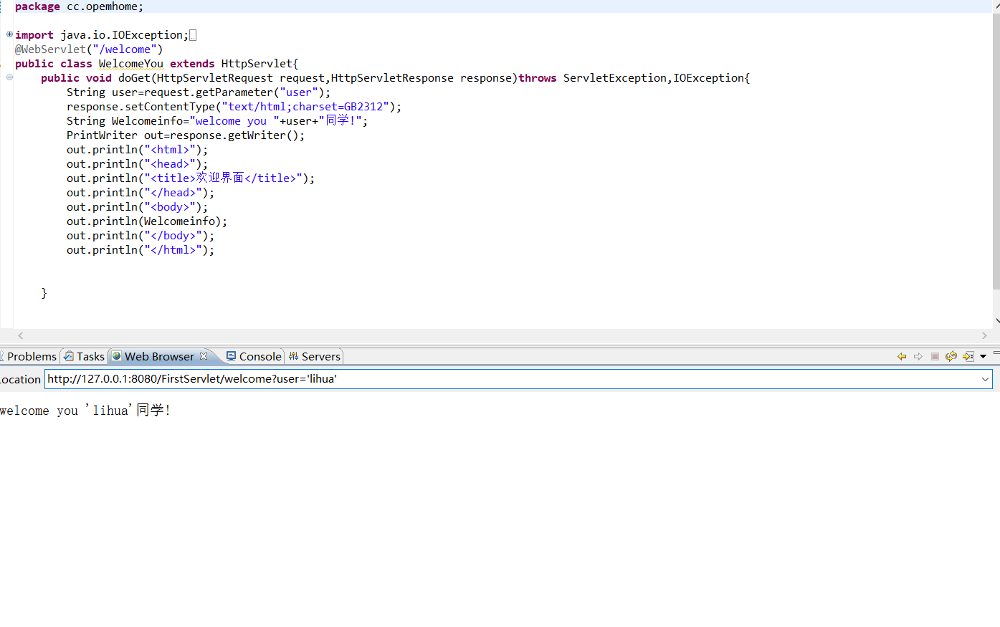 package cc.opemhome;
import java.io.IOException;
@WebServlet("/welcome")
public class WelcomeYou extends HttpServlet{
public void doGet(HttpServletRequest request,HttpServletResponse response)throws ServletException,IOException{
String user=request.getParameter("user");
response.setContentType("text/html;charset=GB2312");
String Welcomeinfo="welcome you "+user+"同学!";
PrintWriter out=response.getWriter();
out.println("<html>");
out.println("<head>");
out.println("<title>欢迎界面</title>");
out.println("</head>");
out.println("<body>");
out.println(Welcomeinfo);
out.println("</body>");
out.println("</html>");
}
Problems Tasks Web Browser Console Servers
ocation http://127.0.0.1:8080/FirstServlet/welcome?user='lihua'
welcome you 'lihua'同学!